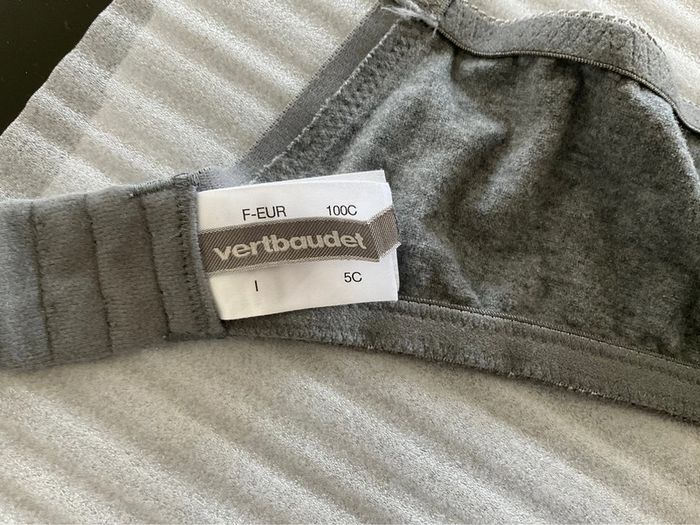 F-EUR 100C
vertbaudet
I 5C